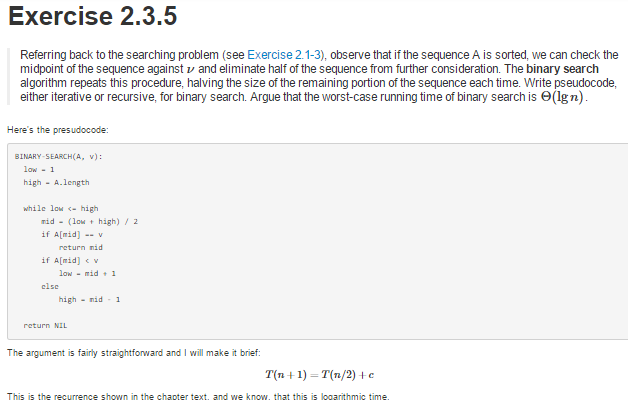 Exercise 2.3.5
Referring back to the searching problem (see Exercise 2.1-3), observe that if the sequence A is sorted, we can check the
midpoint of the sequence against ν and eliminate half of the sequence from further consideration. The binary search
algorithm repeats this procedure, halving the size of the remaining portion of the sequence each time. Write pseudocode,
either iterative or recursive, for binary search. Argue that the worst-case running time of binary search is Θ(lg n).
Here's the presudocode:
BINARY-SEARCH(A, v):
low = 1
high = A.length
while low <= high
mid = (low + high) / 2
if A[mid] == v
return mid
if A[mid] < v
low = mid + 1
else
high = mid - 1
return NIL
The argument is fairly straightforward and I will make it brief:
T(n + 1) = T(n/2) + c
This is the recurrence shown in the chapter text, and we know, that this is logarithmic time.